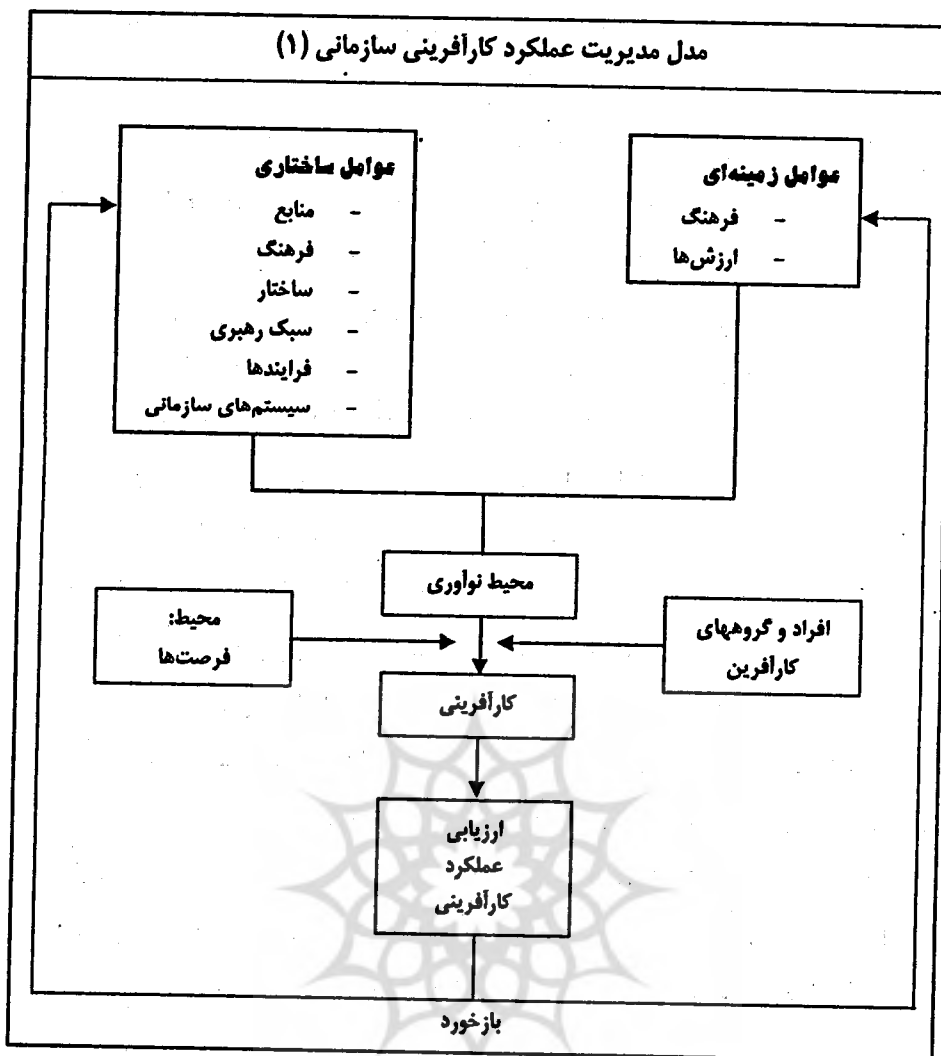 مدل مدیریت عملکرد کارآفرینی سازمانی (۱)
عوامل زمینه‌ای
- فرهنگ
- ارزش‌ها
عوامل ساختاری
- منابع
- فرهنگ
- ساختار
- سبک رهبری
- فرایندها
- سیستم‌های سازمانی
محیط نوآوری
افراد و گروههای
کارآفرین
محیط:
فرصت‌ها
کارآفرینی
ارزیابی
عملکرد
کارآفرینی
بازخورد